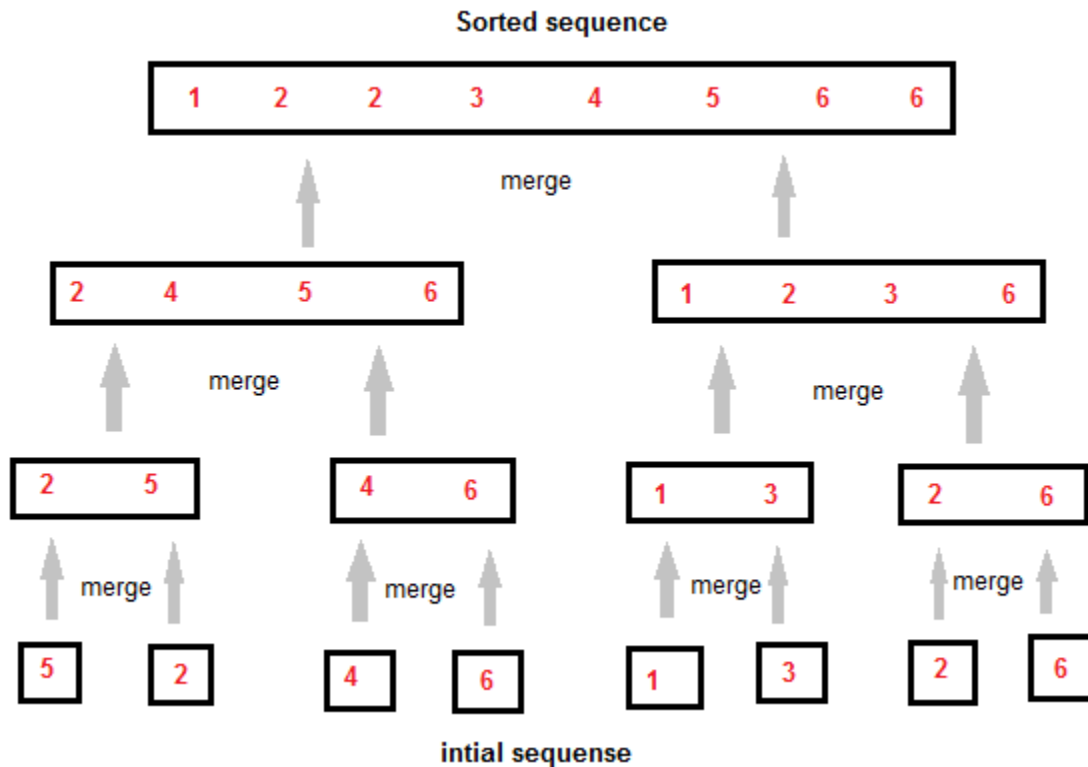 Sorted sequence
1 2 2 3 4 5 6 6
merge
2 4 5 6
1 2 3 6
merge
merge
2 5
4 6
1 3
2 6
merge
merge
merge
merge
5
2
4
6
1
3
2
6
intial sequense